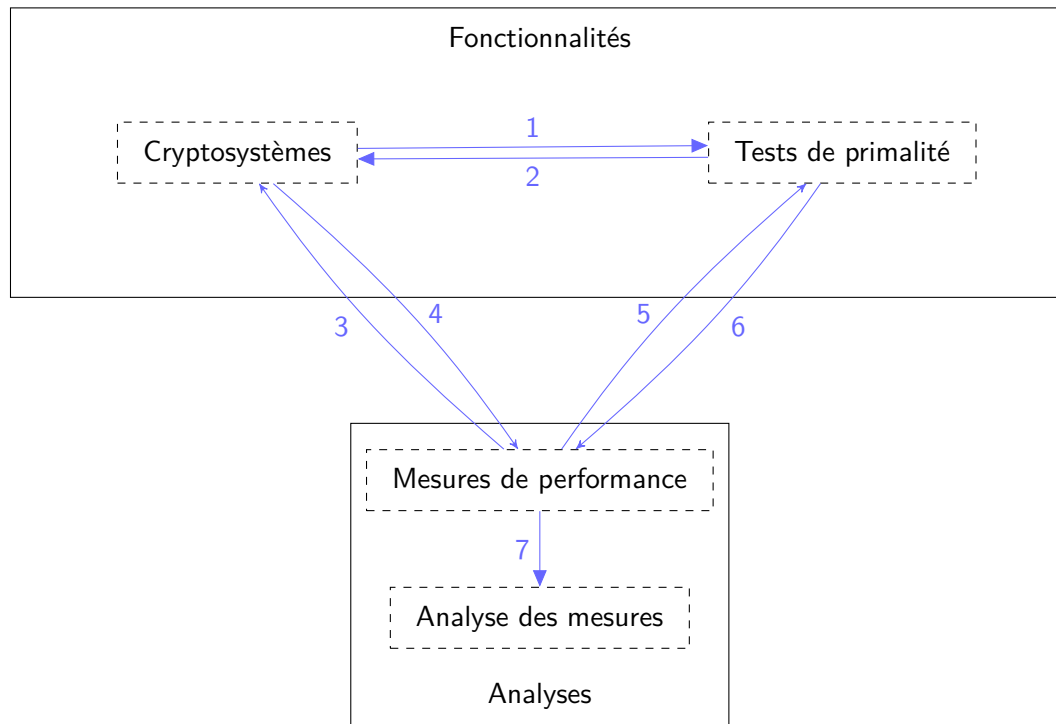 Fonctionnalités
1
Cryptosystèmes
Tests de primalité
2
3
4
5
6
Mesures de performance
7
Analyse des mesures
Analyses